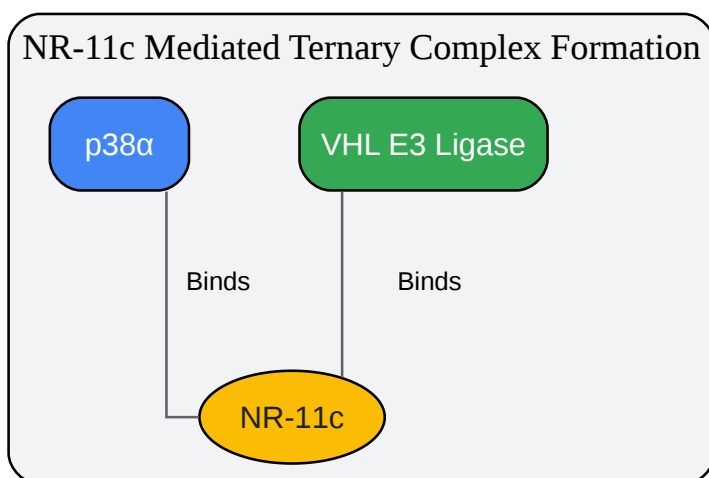 NR-11c Mediated Ternary Complex Formation
p38α
VHL E3 Ligase
Binds
Binds
NR-11c